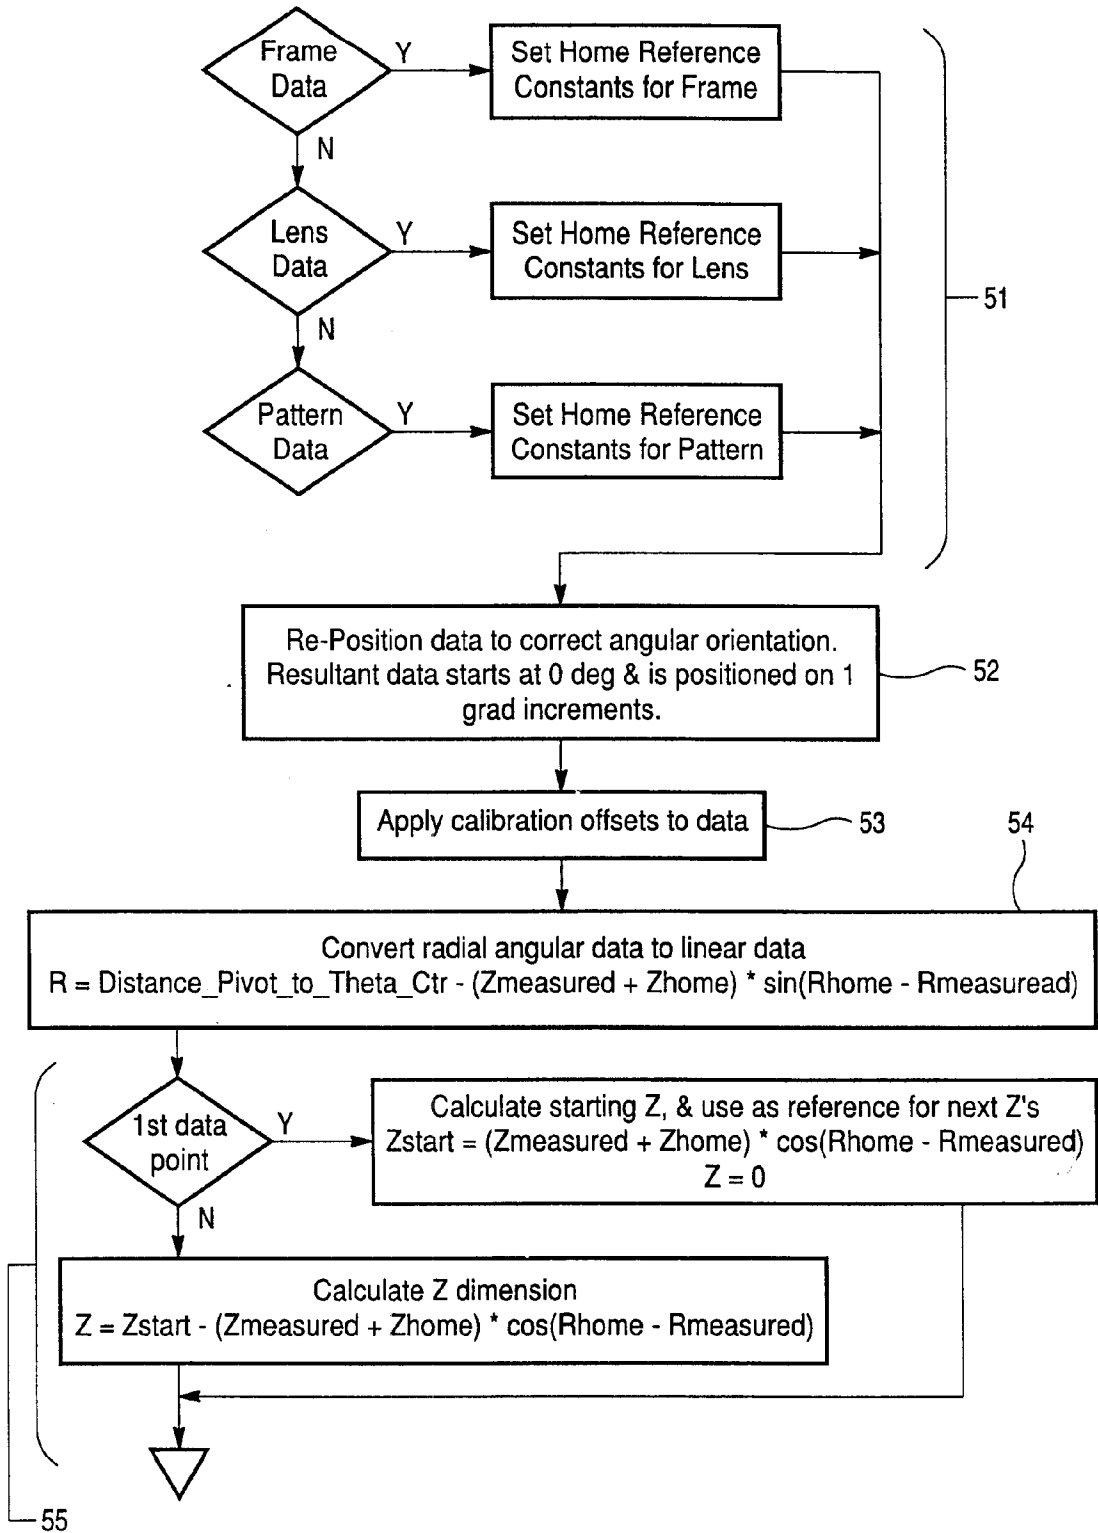 Frame
Data
Y
Set Home Reference
Constants for Frame
N
Lens
Data
Y
Set Home Reference
Constants for Lens
51
N
Pattern
Data
Y
Set Home Reference
Constants for Pattern
Re-Position data to correct angular orientation.
Resultant data starts at 0 deg & is positioned on 1
grad increments.
52
Apply calibration offsets to data
53
54
Convert radial angular data to linear data
R = Distance_Pivot_to_Theta_Ctr - (Zmeasured + Zhome) * sin(Rhome - Rmeasuread)
1st data
point
Y
Calculate starting Z, & use as reference for next Z's
Zstart = (Zmeasured + Zhome) * cos(Rhome - Rmeasured)
Z = 0
N
Calculate Z dimension
Z = Zstart - (Zmeasured + Zhome) * cos(Rhome - Rmeasured)
55